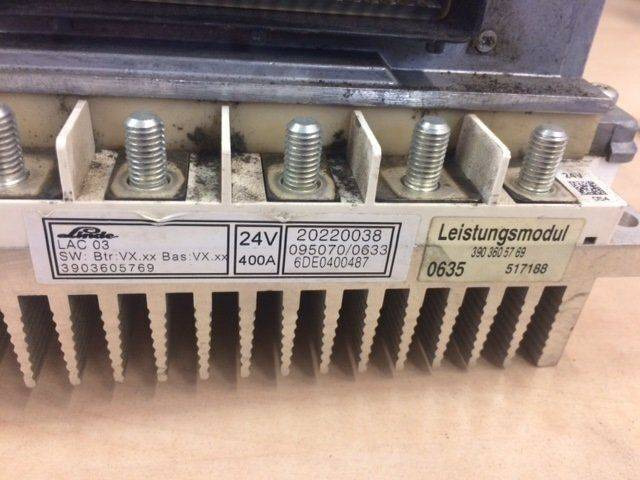 Linde
LAC 03
SW: Btr:VX.xx Bas:VX.xx
3903605769
24V
400A
20220038
095070/0633
6DE0400487
Leistungsmodul
390 360 57 69
0635 517188
24V